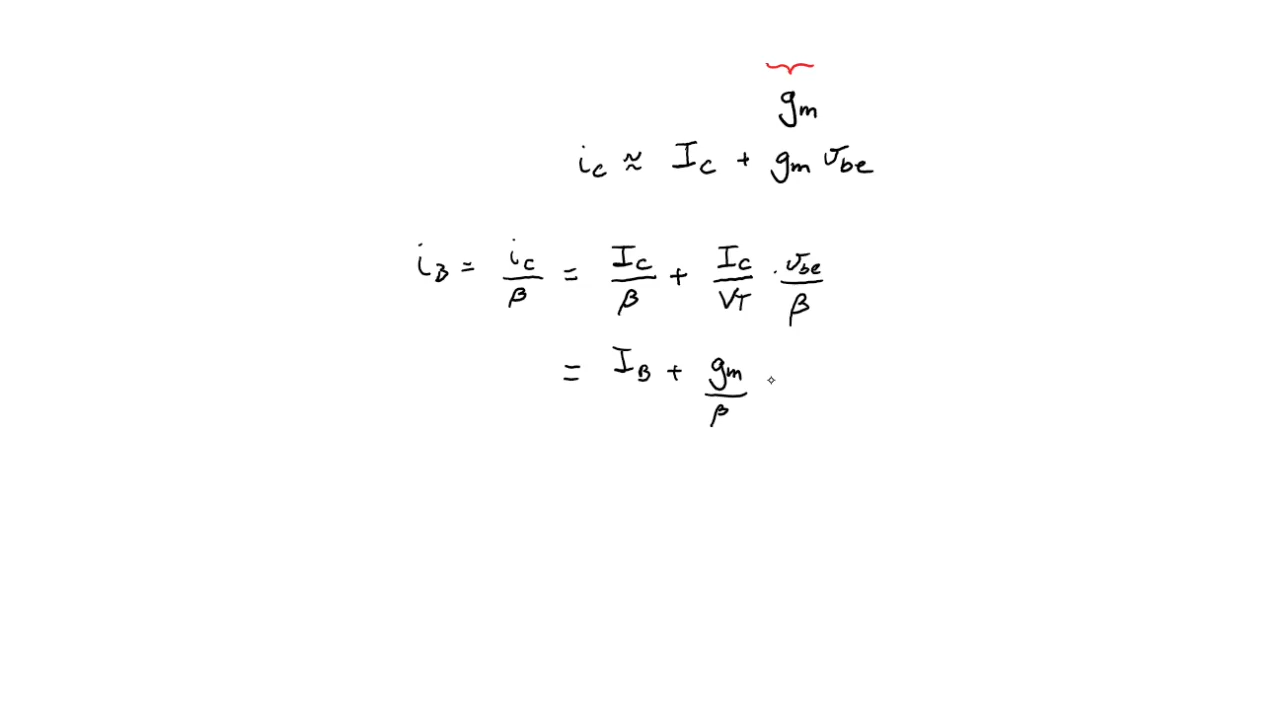 gm
iC ≈ IC + gm vbe
iB = iC/β = IC/β + IC/VT · vbe/β
= IB + gm/β